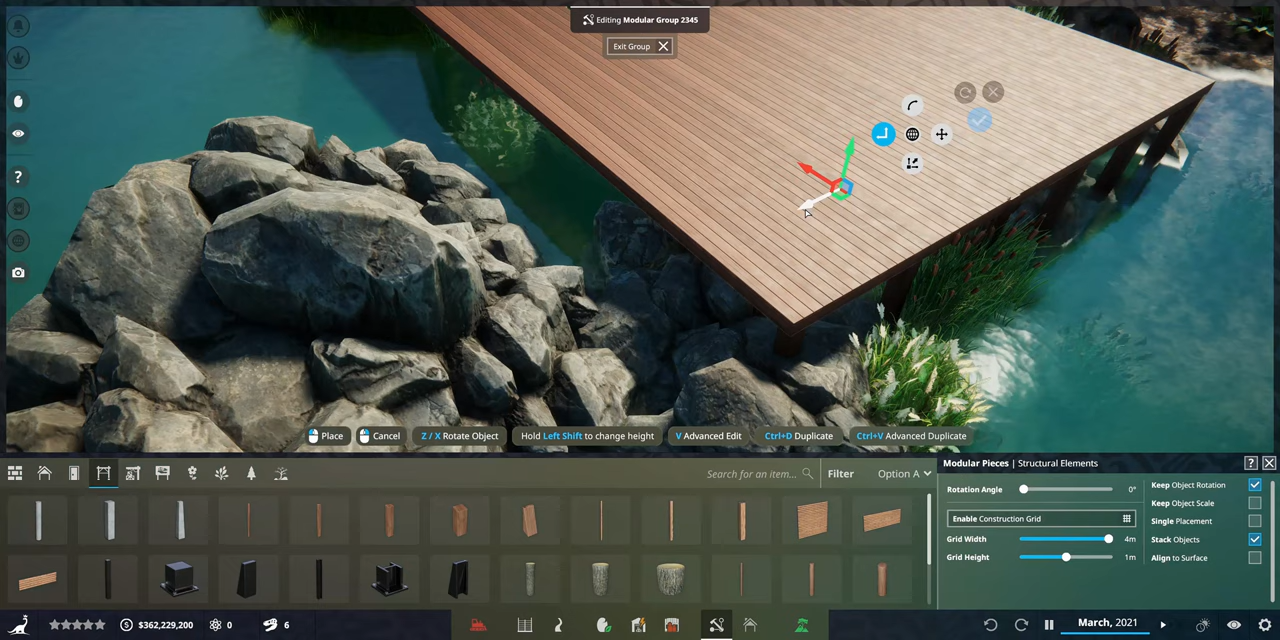 Editing Modular Group 2345
Exit Group
Place
Cancel
Z / X Rotate Object
Hold Left Shift to change height
V Advanced Edit
Ctrl+D Duplicate
Ctrl+V Advanced Duplicate
Search for an item...
Filter
Option A
Modular Pieces | Structural Elements
?
Rotation Angle
0°
Enable Construction Grid
Grid Width
4m
Grid Height
1m
Keep Object Rotation
Keep Object Scale
Single Placement
Stack Objects
Align to Surface
$362,229,200
0
6
March, 2021